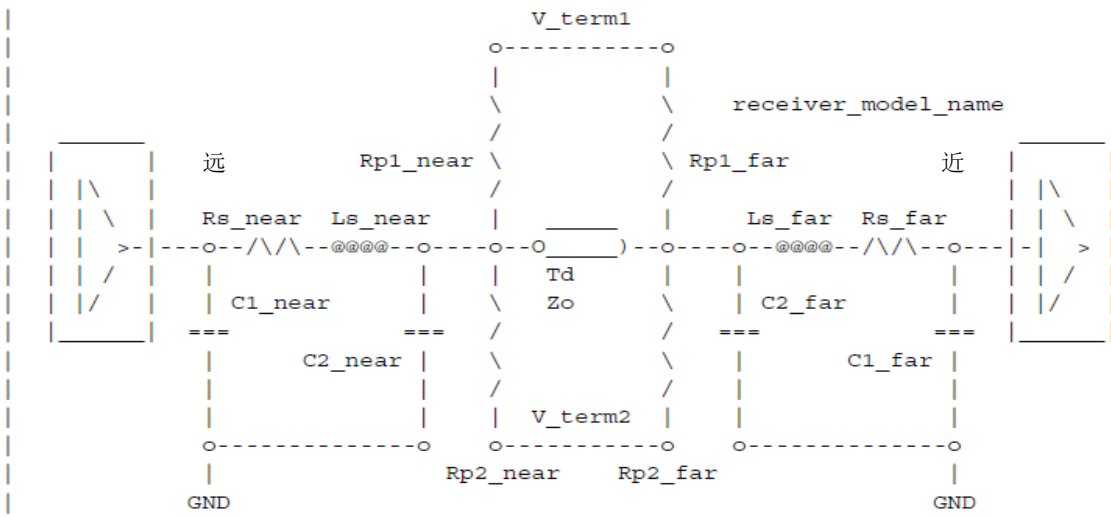 V_term1
receiver_model_name
远 Rp1_near Rp1_far 近
Rs_near Ls_near Ls_far Rs_far
Td
C1_near Zo C2_far
C2_near C1_far
V_term2
Rp2_near Rp2_far
GND GND